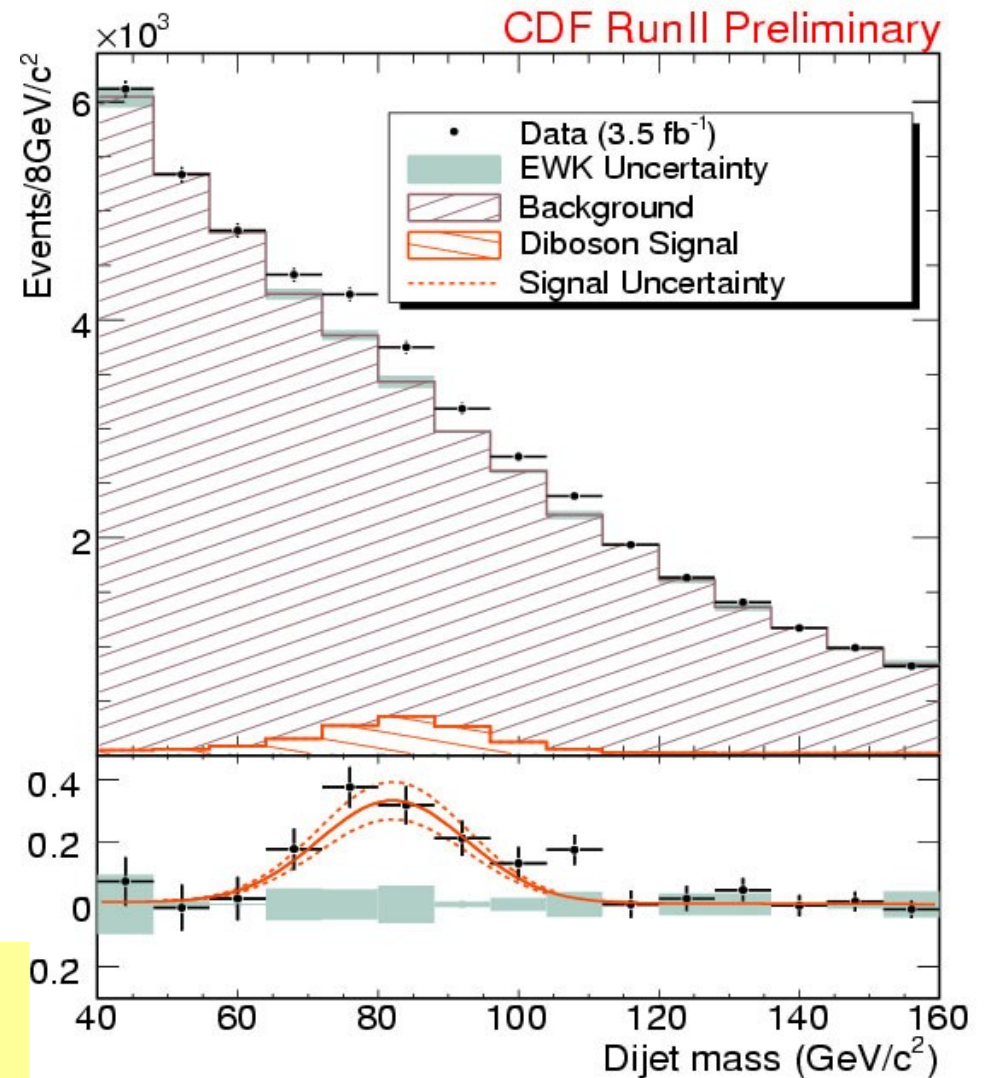 ×10³
CDF RunII Preliminary
Events/8GeV/c²
6
4
2
Data (3.5 fb⁻¹)
EWK Uncertainty
Background
Diboson Signal
Signal Uncertainty
0.4
0.2
0
0.2
40 60 80 100 120 140 160
Dijet mass (GeV/c²)